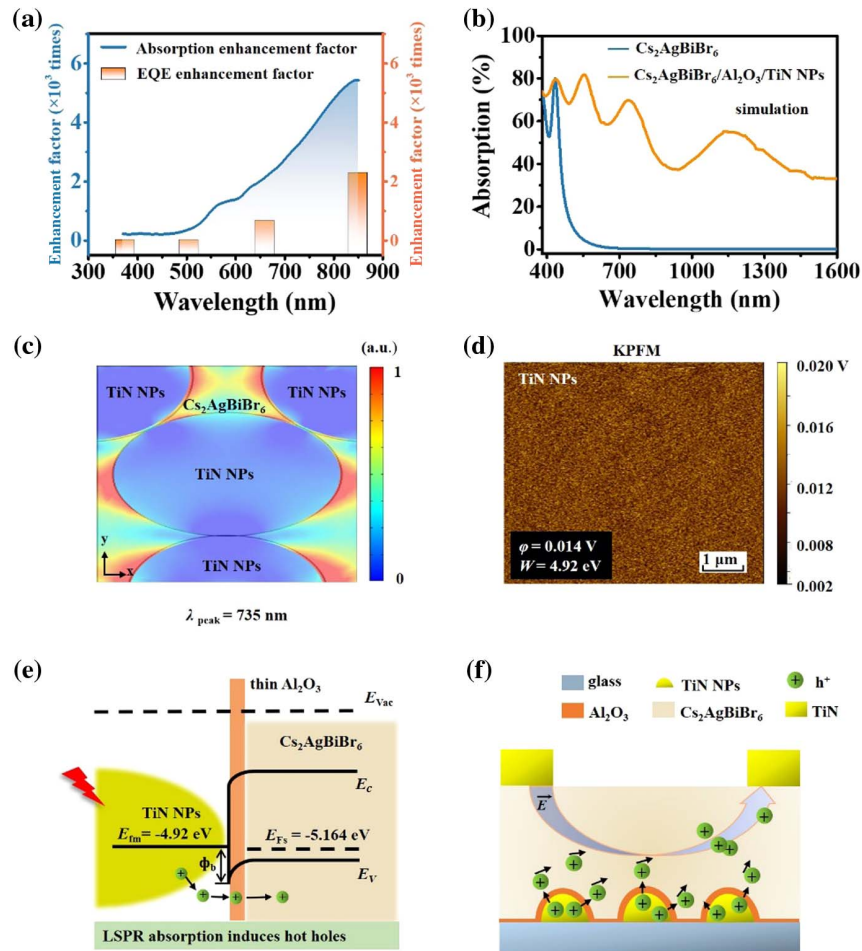 (a)
Absorption enhancement factor
EQE enhancement factor
Enhancement factor (×10³ times)
6
4
2
0
Enhancement factor (×10³ times)
6
4
2
0
300 400 500 600 700 800 900
Wavelength (nm)
(b)
Cs₂AgBiBr₆
Cs₂AgBiBr₆/Al₂O₃/TiN NPs
simulation
Absorption (%)
100
80
60
40
20
0
400 700 1000 1300 1600
Wavelength (nm)
(c)
(a.u.)
1
0
TiN NPs
TiN NPs
Cs₂AgBiBr₆
TiN NPs
TiN NPs
y
x
λ peak = 735 nm
(d)
KPFM
TiN NPs
φ = 0.014 V
W = 4.92 eV
1 μm
0.020 V
0.016
0.012
0.008
0.002
(e)
thin Al₂O₃
E_Vac
Cs₂AgBiBr₆
E_C
TiN NPs
E_fm = -4.92 eV
E_Fs = -5.164 eV
ϕ_b
E_V
+ + + +
LSPR absorption induces hot holes
(f)
glass
TiN NPs
+ h⁺
Al₂O₃
Cs₂AgBiBr₆
TiN
E